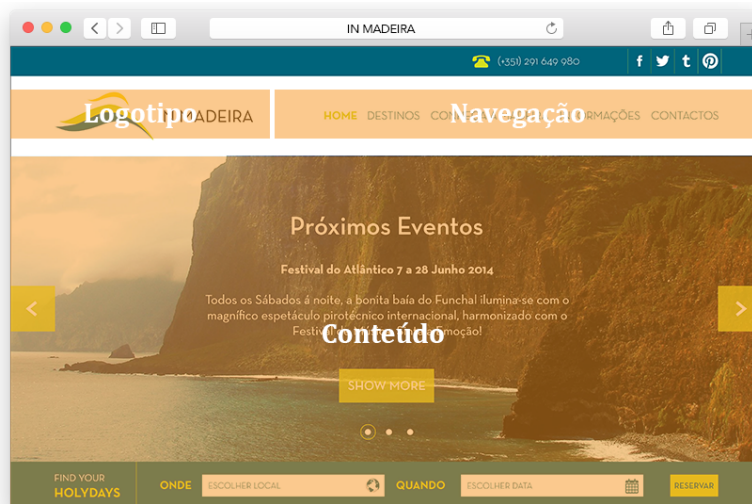 IN MADEIRA
(+351) 291 649 980
Logotipo
IN MADEIRA
Navegação
HOME DESTINOS CONTACTOS
Próximos Eventos
Festival do Atlântico 7 a 28 Junho 2014
Todos os Sábados á noite, a bonita baía do Funchal ilumina-se com o
magnífico espetáculo pirotécnico internacional, harmonizado com o
Emoção!
Conteúdo
SHOW MORE
FIND YOUR
HOLYDAYS
ONDE ESCOLHER LOCAL QUANDO ESCOLHER DATA RESERVAR